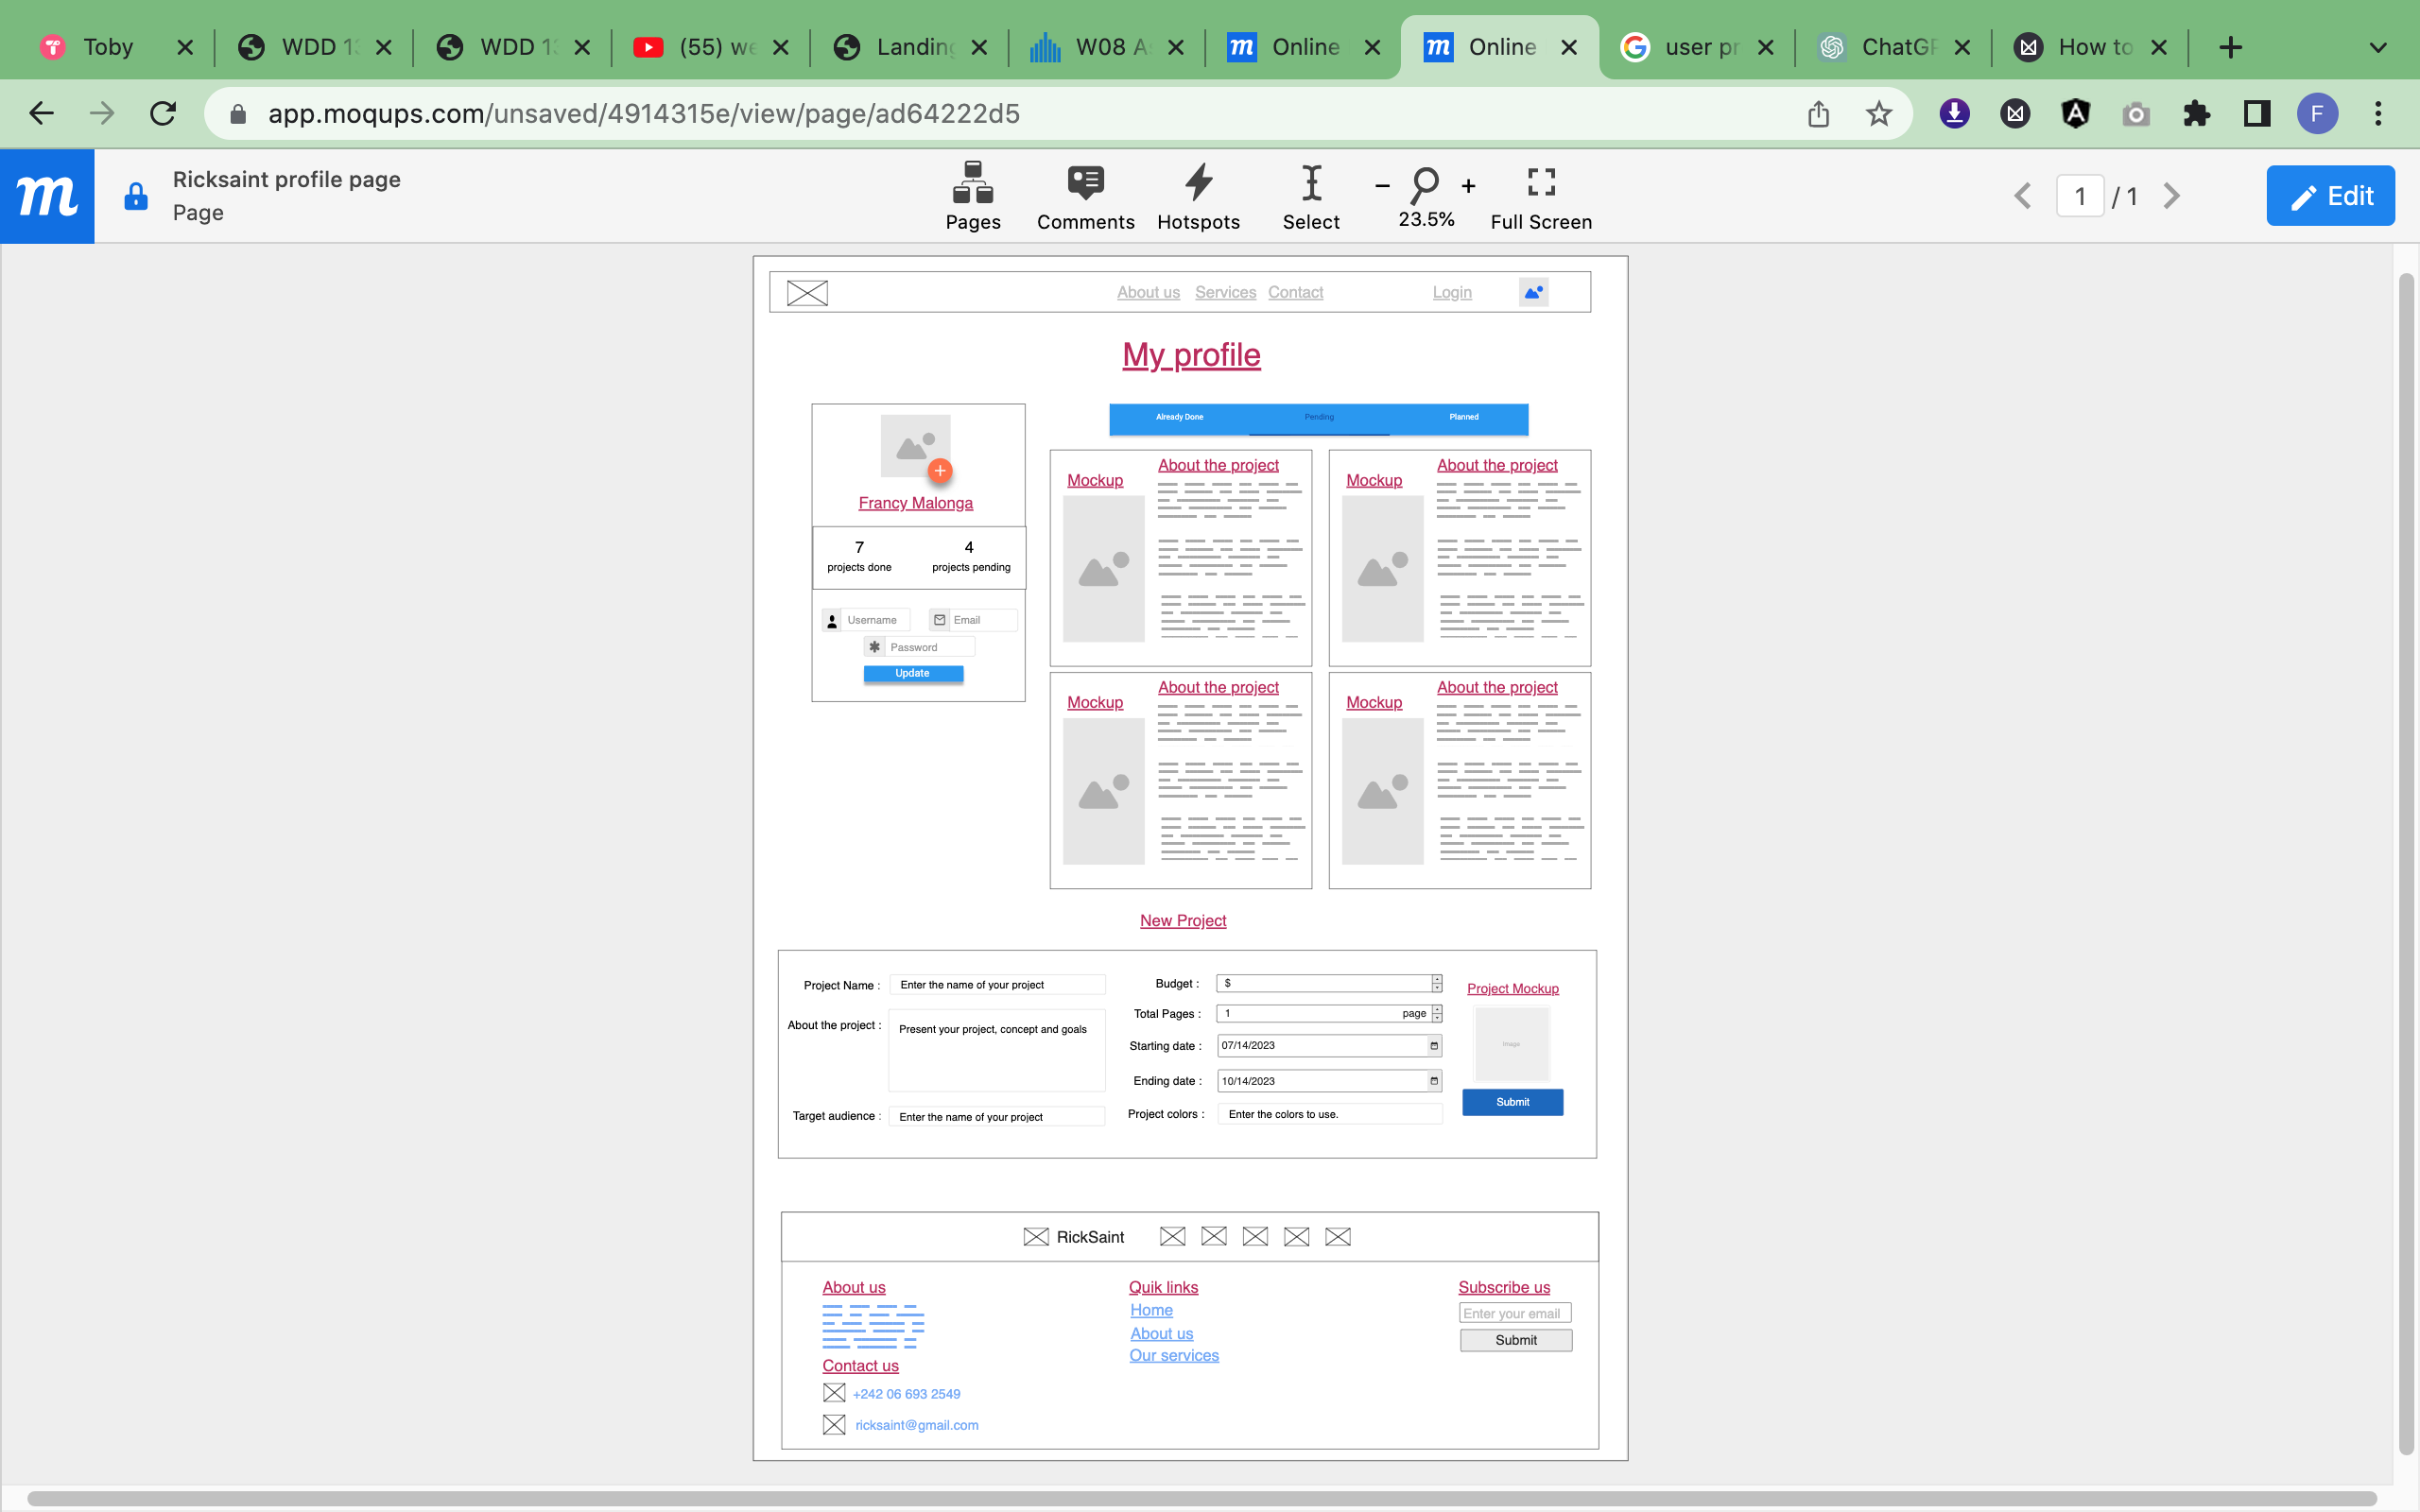 Toby
WDD 1
WDD 1
(55) we
Landing
W08 A
Online
Online
user pr
ChatGP
How to
app.moqups.com/unsaved/4914315e/view/page/ad64222d5
F
m
Ricksaint profile page
Page
Pages
Comments
Hotspots
Select
23.5%
Full Screen
1 / 1
Edit
About us Services Contact Login
My profile
Already Done Pending Planned
Francy Malonga
7 4
projects done projects pending
Username Email
Password
Update
About the project
Mockup
About the project
Mockup
About the project
Mockup
About the project
Mockup
New Project
Project Name : Enter the name of your project
About the project : Present your project, concept and goals
Target audience : Enter the name of your project
Budget : $
Total Pages : 1 page
Starting date : 07/14/2023
Ending date : 10/14/2023
Project colors : Enter the colors to use.
Project Mockup
Image
Submit
RickSaint
About us
Contact us
+242 06 693 2549
ricksaint@gmail.com
Quik links
Home
About us
Our services
Subscribe us
Enter your email
Submit